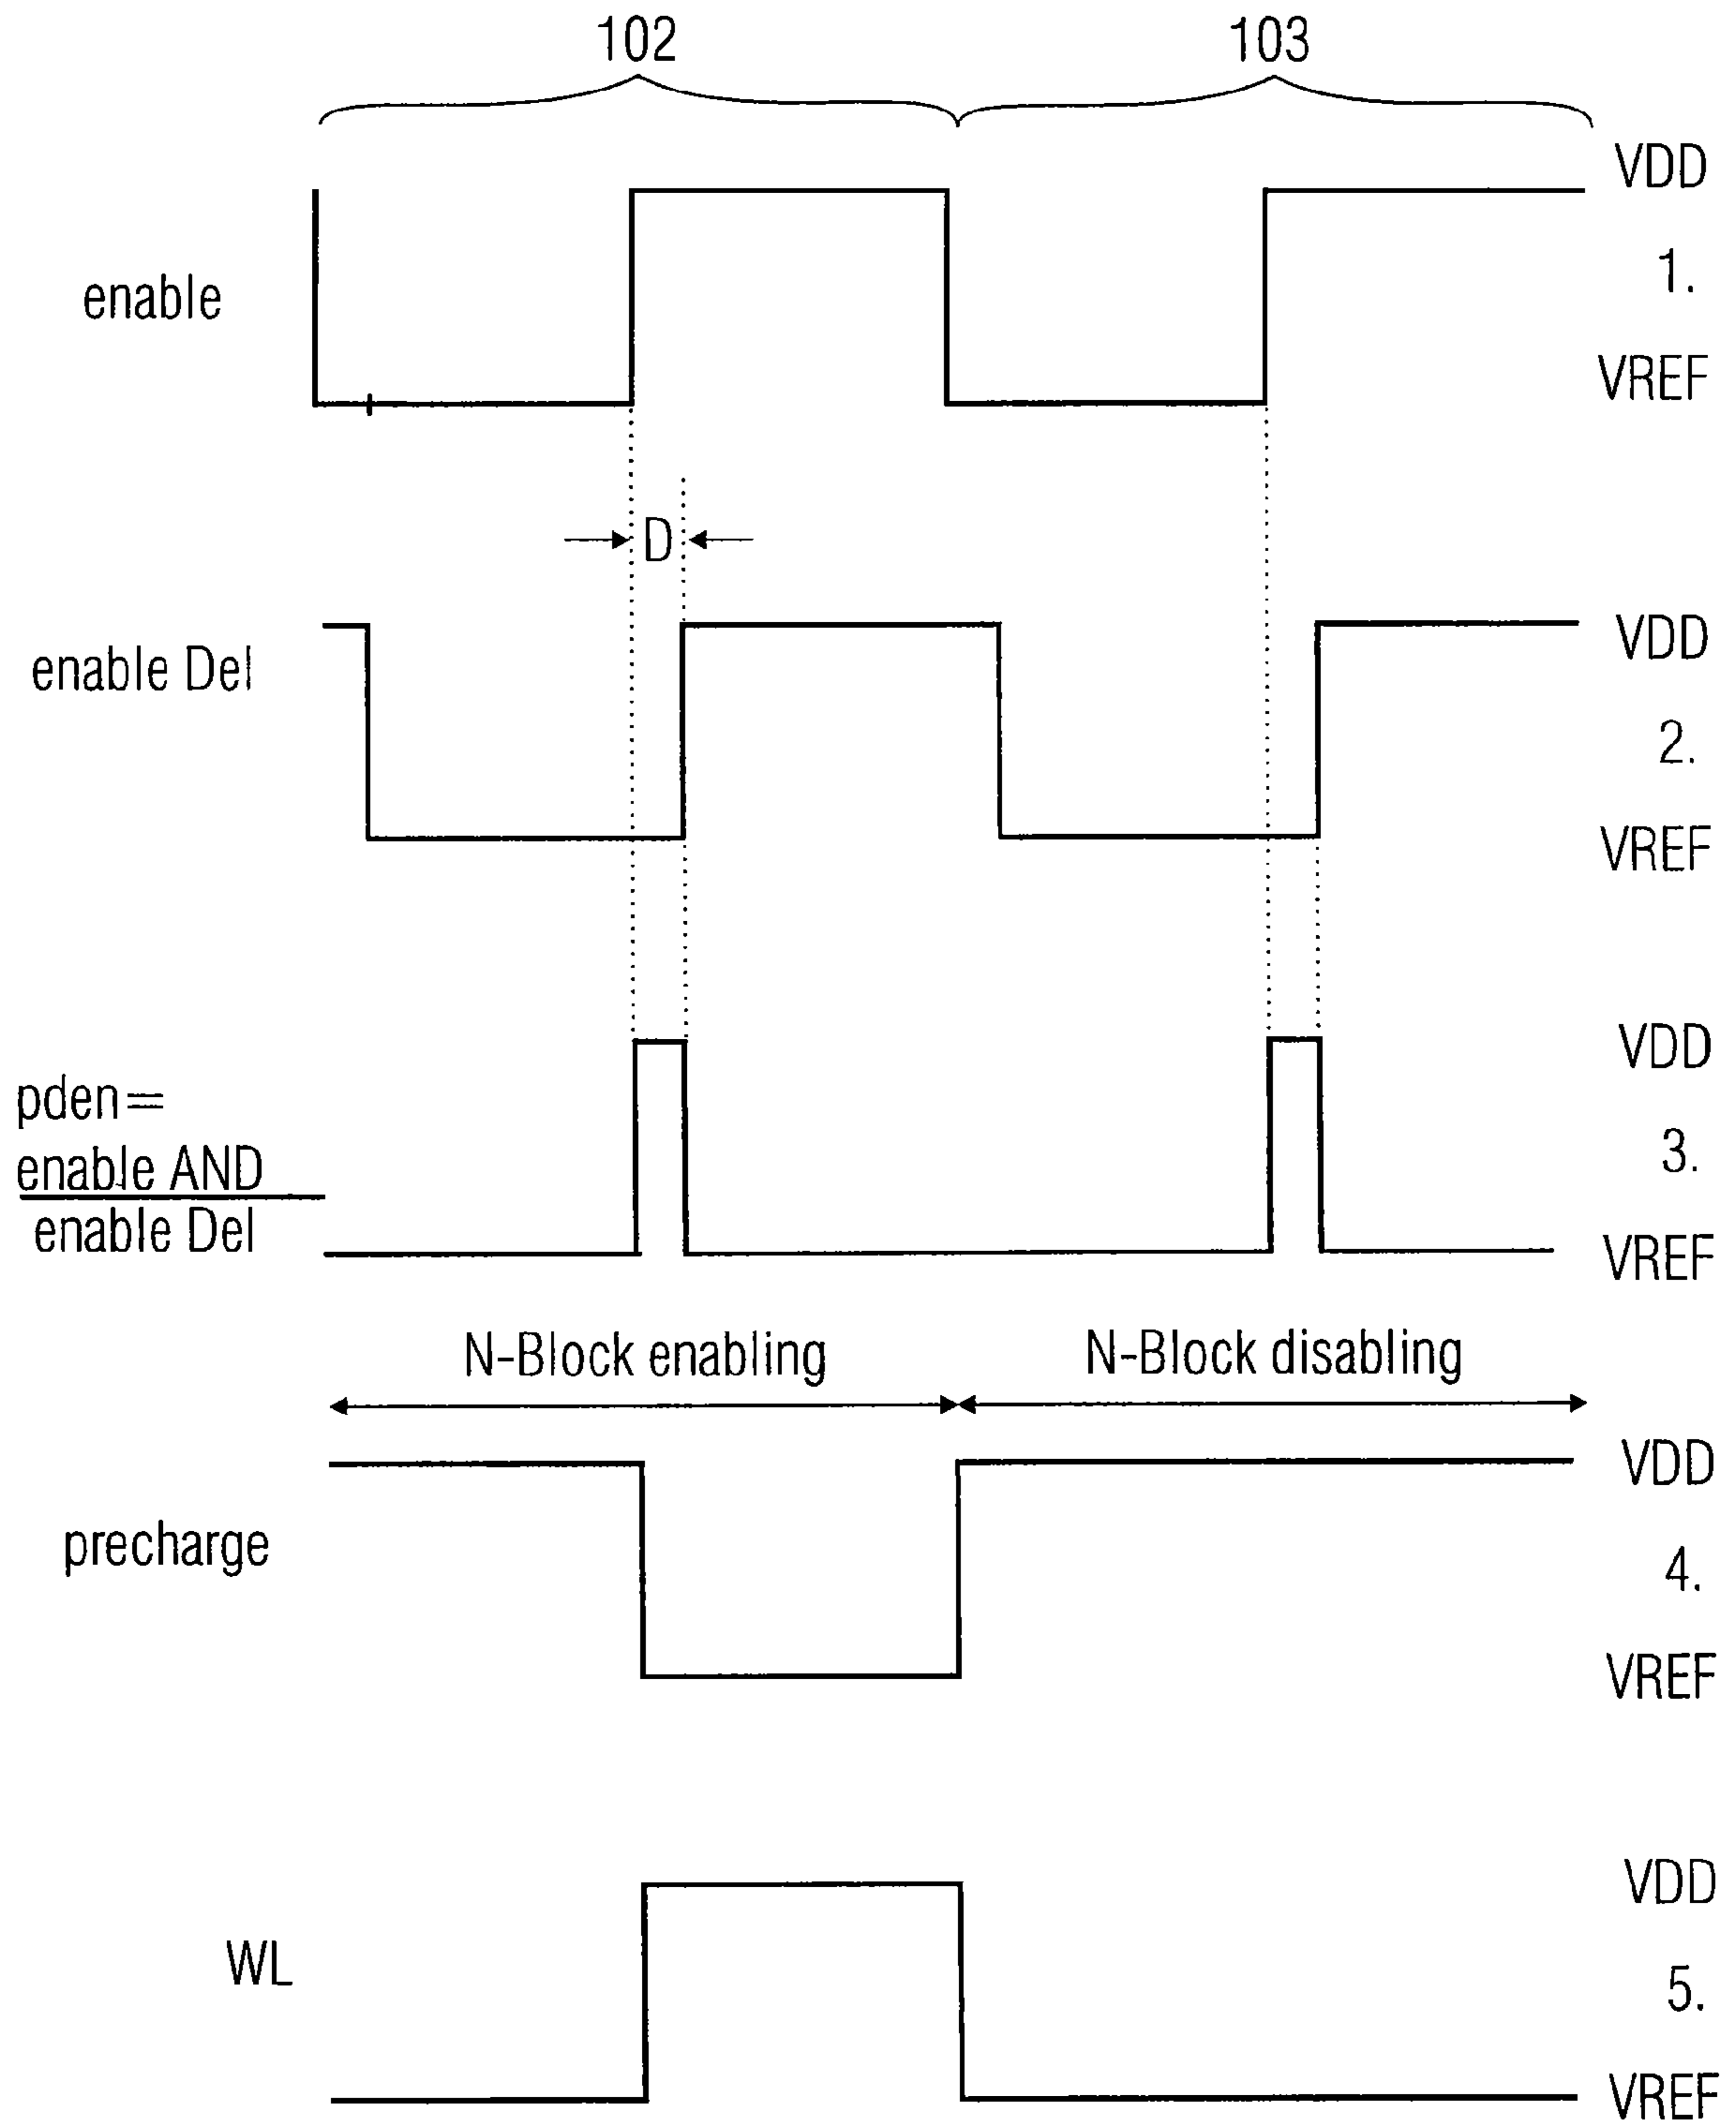 102 103
VDD
enable 1.
VREF
D
VDD
enable Del 2.
VREF
VDD
pden=
enable AND 3.
enable Del
VREF
N-Block enabling N-Block disabling
VDD
precharge 4.
VREF
VDD
WL 5.
VREF